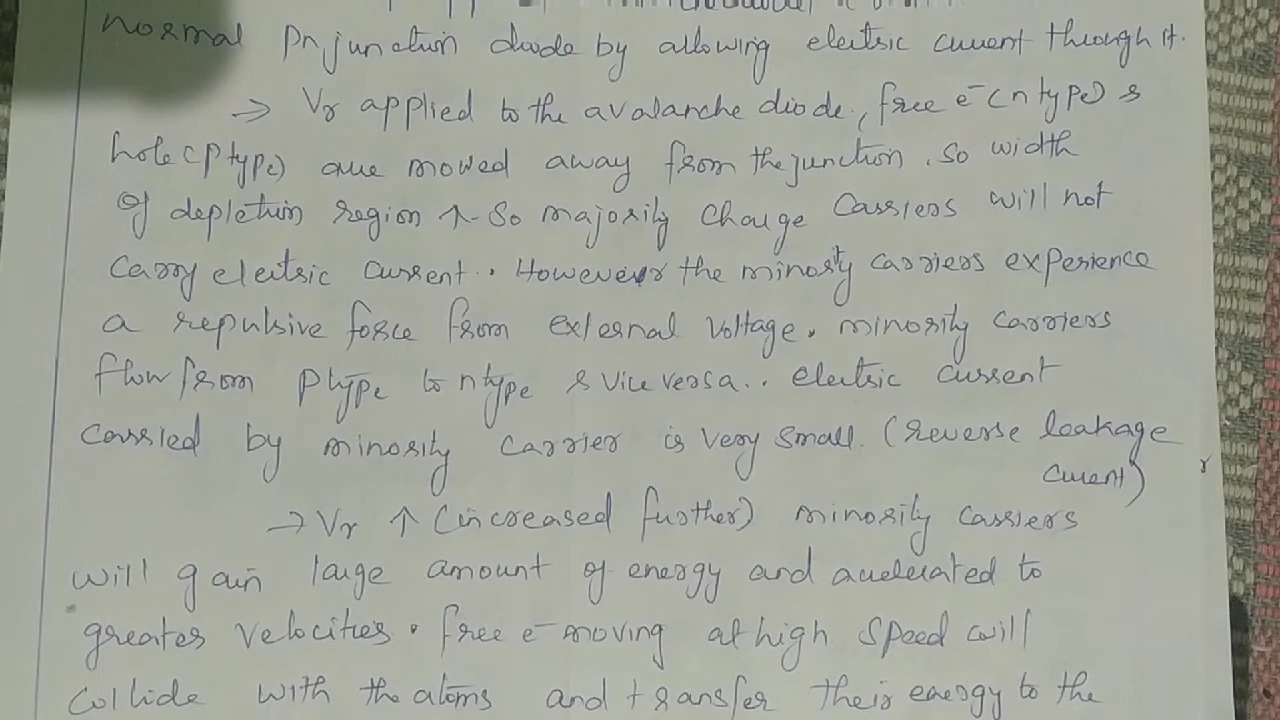 normal pn junction diode by allowing electric current through it.
→ Vr applied to the avalanche diode, free e- (n type) &
hole (P type) are moved away from the junction. so width
of depletion region ↑ so majority charge carriers will not
carry electric current. However the minority carriers experience
a repulsive force from external voltage. minority carriers
flow from P type to n type & vice versa.. electric current
carried by minority carrier is very small. (reverse leakage
current)
→ Vr ↑ (increased further) minority carriers
will gain large amount of energy and accelerated to
greater velocities. free e- moving at high speed will
collide with the atoms and transfer their energy to the